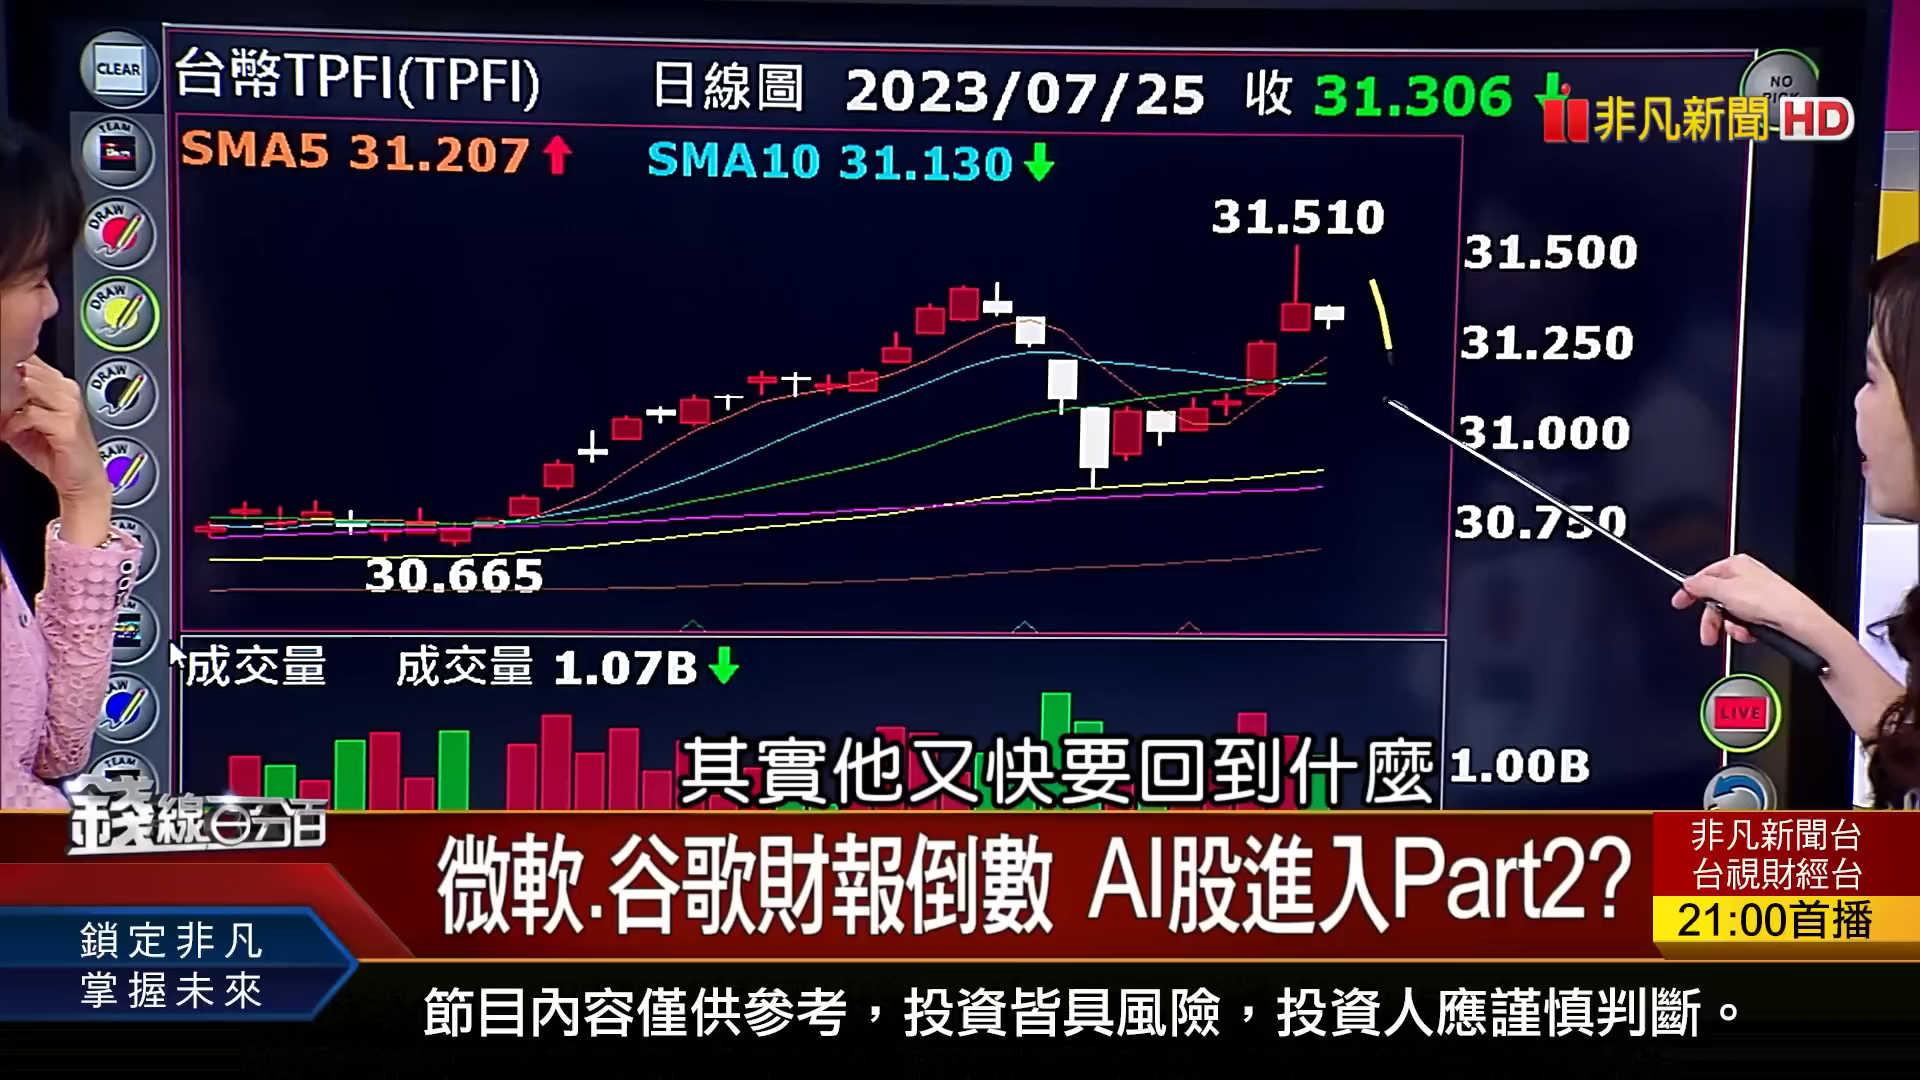 CLEAR
台幣TPFI(TPFI) 日線圖 2023/07/25 收 31.306
NO
非凡新聞HD
TEAM
SMA5 31.207 SMA10 31.130
DRAW
31.510
31.500
DRAW
31.250
DRAW
31.000
30.750
30.665
成交量 成交量 1.07B
LIVE
其實他又快要回到什麼
1.00B
TEAM
錢線百分百
微軟.谷歌財報倒數 AI股進入Part2?
非凡新聞台
台視財經台
21:00首播
鎖定非凡
掌握未來
節目內容僅供參考，投資皆具風險，投資人應謹慎判斷。